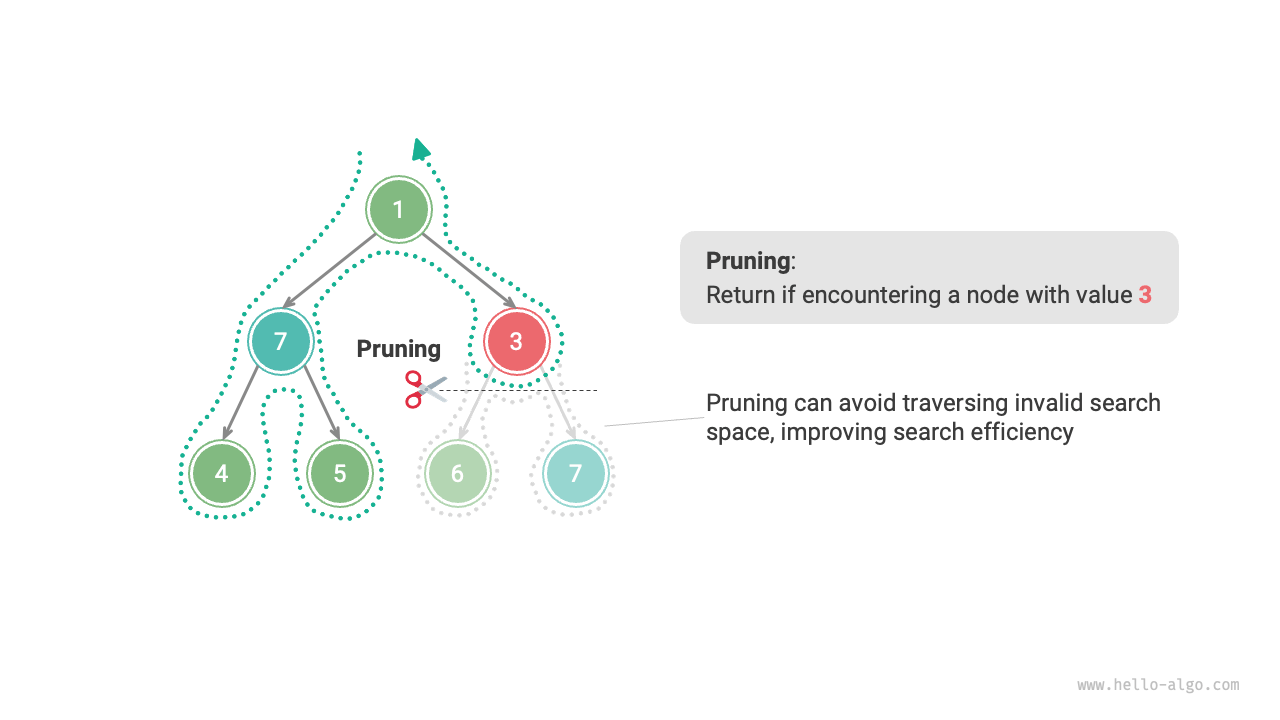 1
7
3
4
5
6
7
Pruning
Pruning:
Return if encountering a node with value 3
Pruning can avoid traversing invalid search
space, improving search efficiency
www.hello-algo.com